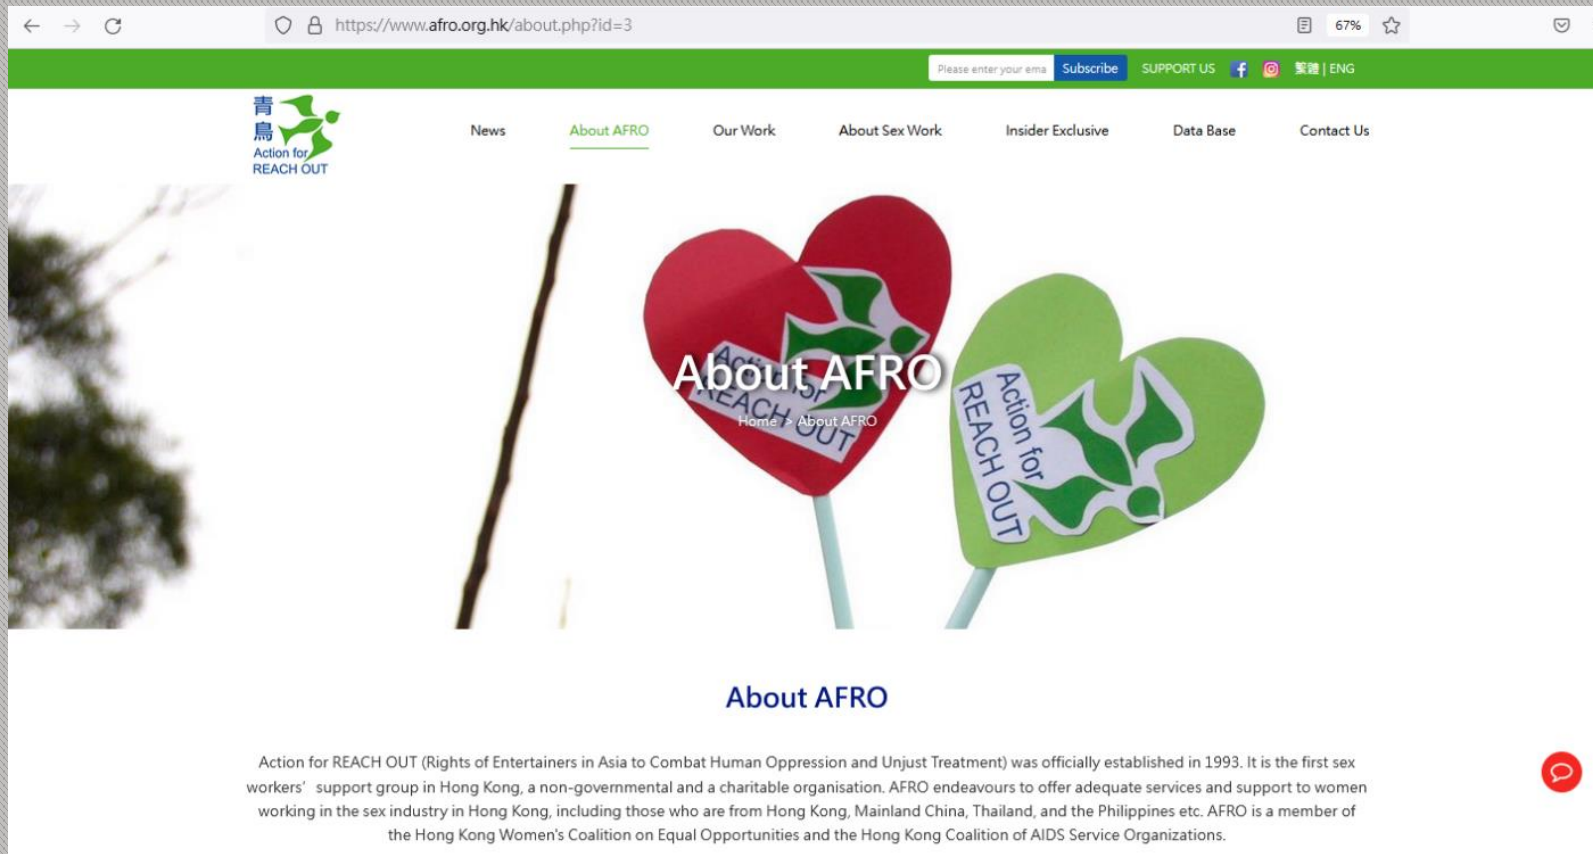 https://www.afro.org.hk/about.php?id=3
67%
Please enter your ema
Subscribe
SUPPORT US
繁體 | ENG
青
鳥
Action for
REACH OUT
News
About AFRO
Our Work
About Sex Work
Insider Exclusive
Data Base
Contact Us
Action for
REACH OUT
About AFRO
Home > About AFRO
Action for
REACH OUT
About AFRO
Action for REACH OUT (Rights of Entertainers in Asia to Combat Human Oppression and Unjust Treatment) was officially established in 1993. It is the first sex
workers' support group in Hong Kong, a non-governmental and a charitable organisation. AFRO endeavours to offer adequate services and support to women
working in the sex industry in Hong Kong, including those who are from Hong Kong, Mainland China, Thailand, and the Philippines etc. AFRO is a member of
the Hong Kong Women's Coalition on Equal Opportunities and the Hong Kong Coalition of AIDS Service Organizations.